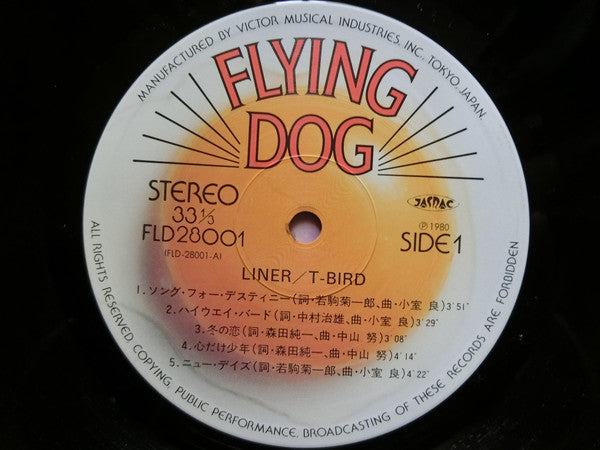 MANUFACTURED BY VICTOR MUSICAL INDUSTRIES, INC., TOKYO, JAPAN.
FLYING
DOG
STEREO
33 1/3
FLD28001
(FLD-28001-A)
JASRAC
Ⓟ1980
SIDE 1
LINER/T-BIRD
1. ソング・フォー・デスティニー(詞・若駒菊一郎、曲・小室 良)3'51"
2. ハイウエイ・バード(詞・中村治雄、曲・小室 良)3'29"
3. 冬の恋(詞・森田純一、曲・中山 努)3'08"
4. 心だけ少年(詞・森田純一、曲・中山 努)4'14"
5. ニュー・デイズ(詞・若駒菊一郎、曲・小室 良)4'22"
ALL RIGHTS RESERVED. COPYING, PUBLIC PERFORMANCE, BROADCASTING OF THESE RECORDS ARE FORBIDDEN